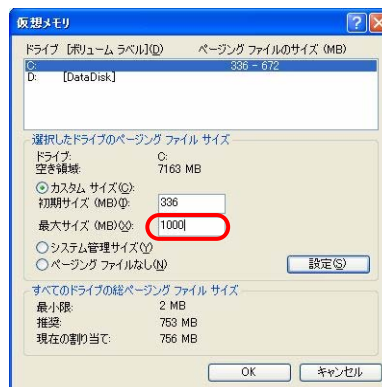 仮想メモリ
ドライブ [ボリューム ラベル](D) ページング ファイルのサイズ (MB)
C: 336 - 672
D: [DataDisk]
選択したドライブのページング ファイル サイズ
ドライブ: C:
空き領域: 7163 MB
カスタム サイズ(C):
初期サイズ (MB)(I): 336
最大サイズ (MB)(X): 1000
システム管理サイズ(Y)
ページング ファイルなし(N) 設定(S)
すべてのドライブの総ページング ファイル サイズ
最小限: 2 MB
推奨: 753 MB
現在の割り当て: 756 MB
OK キャンセル